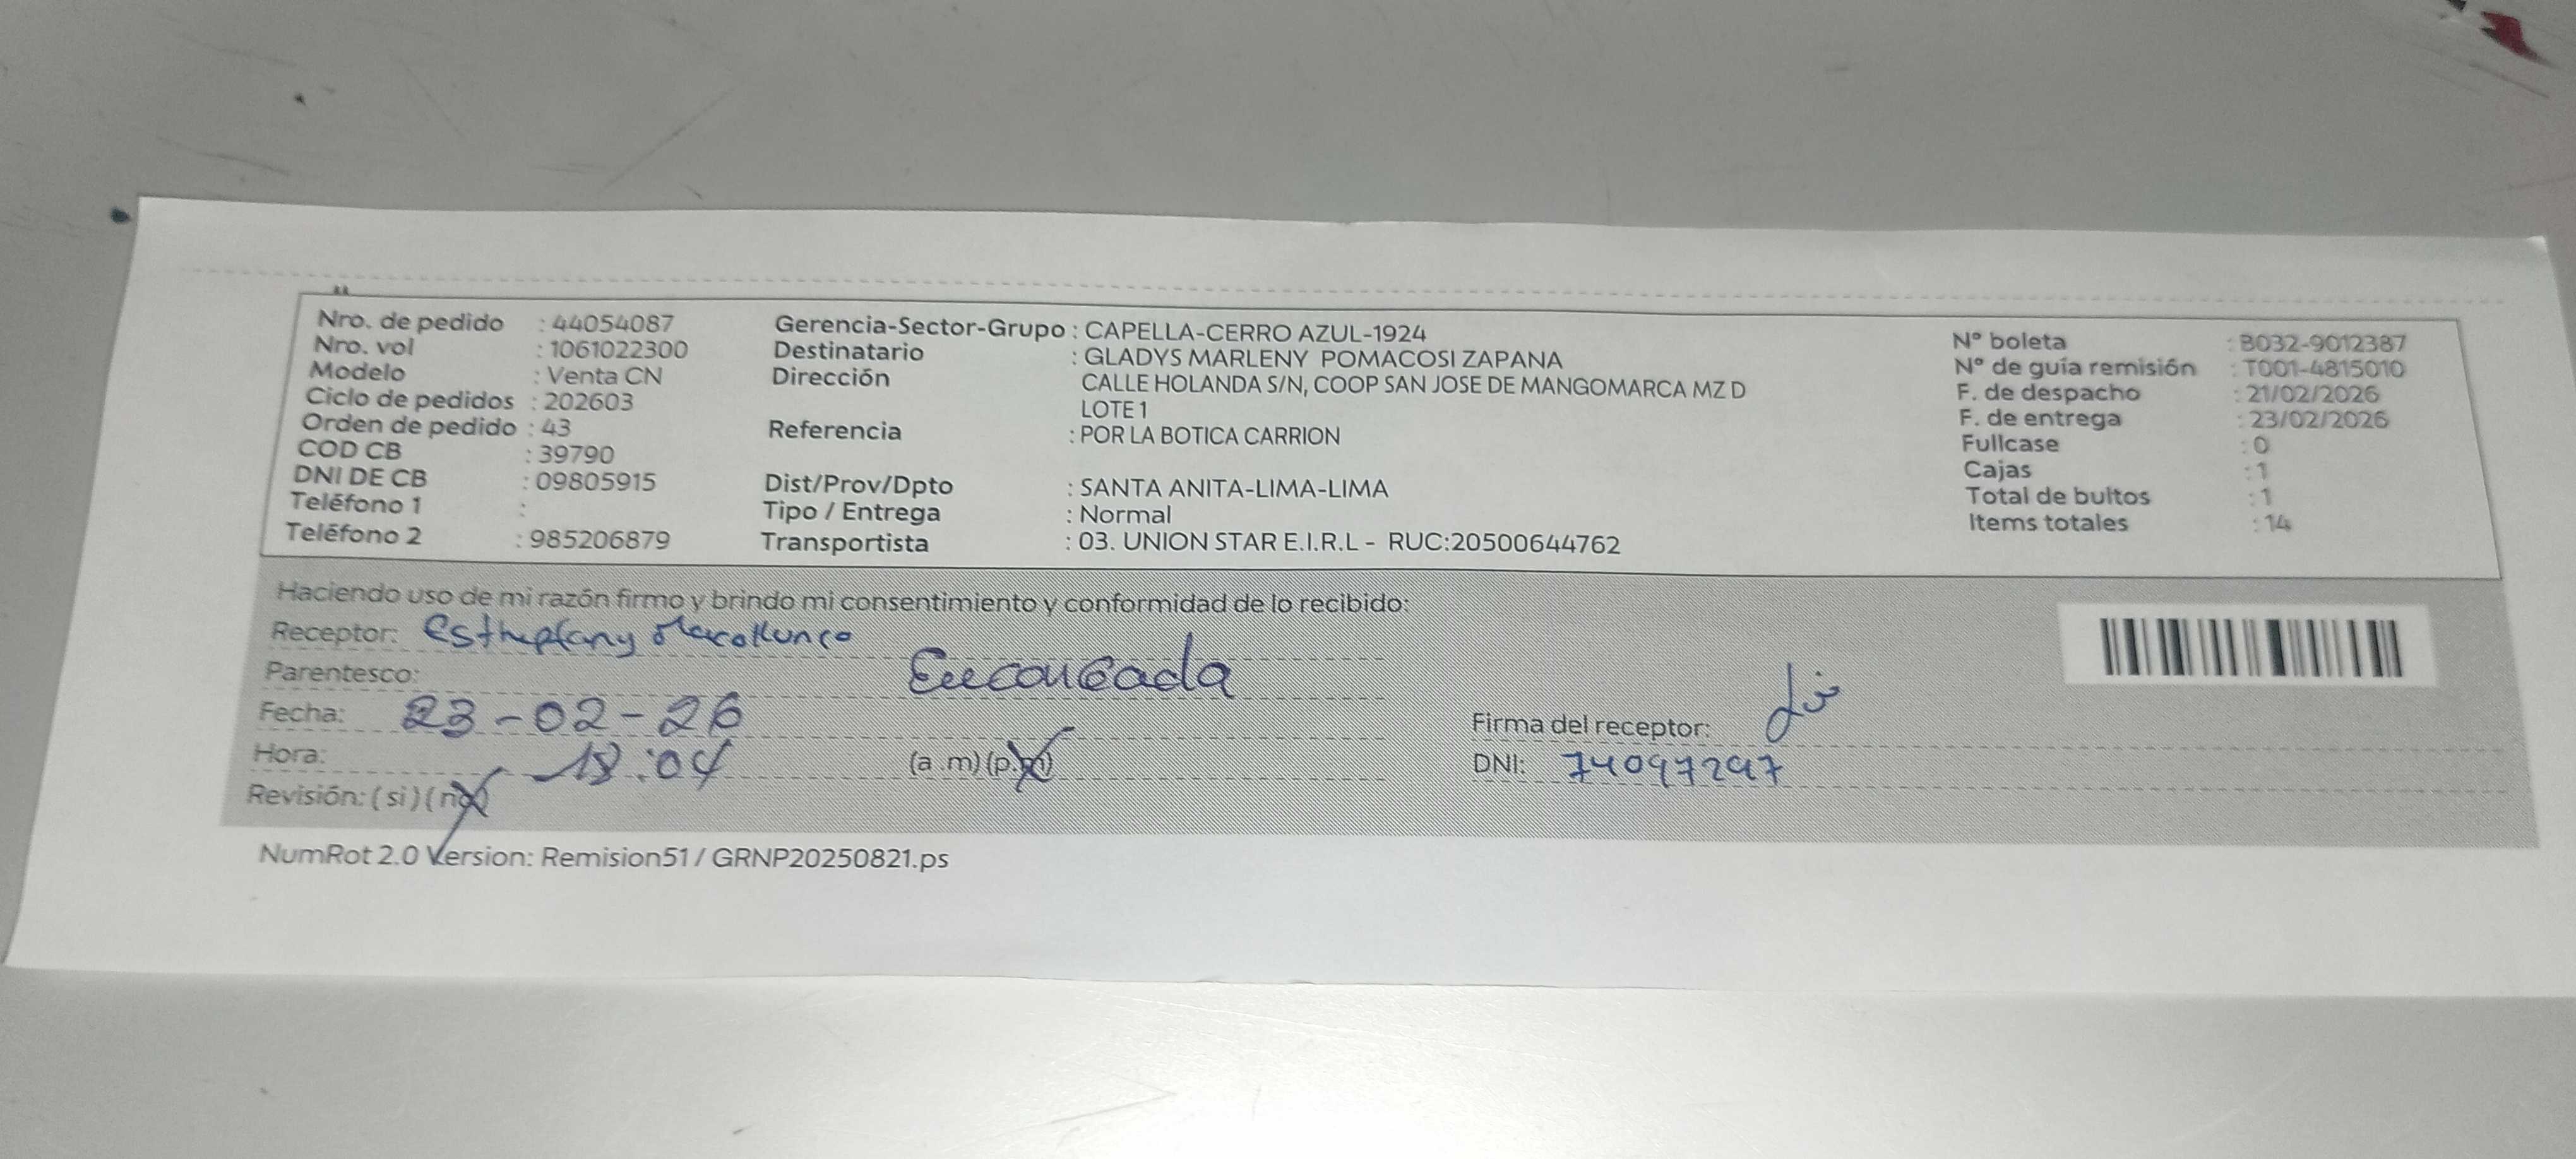 Nro. de pedido : 44054087
Nro. vol : 1061022300
Modelo : Venta CN
Ciclo de pedidos : 202603
Orden de pedido : 43
COD CB : 39790
DNI DE CB : 09805915
Teléfono 1 :
Teléfono 2 : 985206879
Gerencia-Sector-Grupo : CAPELLA-CERRO AZUL-1924
Destinatario : GLADYS MARLENY POMACOSI ZAPANA
Dirección CALLE HOLANDA S/N, COOP SAN JOSE DE MANGOMARCA MZ D
LOTE 1
Referencia : POR LA BOTICA CARRION
Dist/Prov/Dpto : SANTA ANITA-LIMA-LIMA
Tipo / Entrega : Normal
Transportista : 03. UNION STAR E.I.R.L - RUC:20500644762
N° boleta : B032-9012387
N° de guía remisión : T001-4815010
F. de despacho : 21/02/2026
F. de entrega : 23/02/2026
Fullcase : 0
Cajas : 1
Total de bultos : 1
Items totales : 14
Haciendo uso de mi razón firmo y brindo mi consentimiento y conformidad de lo recibido:
Receptor: Esthepfany
Parentesco:
Fecha: 23-02-26
Hora: 18:04 (a.m)(p.m)
Revisión: (si)(no)
Firma del receptor:
DNI: 74097297
NumRot 2.0 Version: Remision51 / GRNP20250821.ps